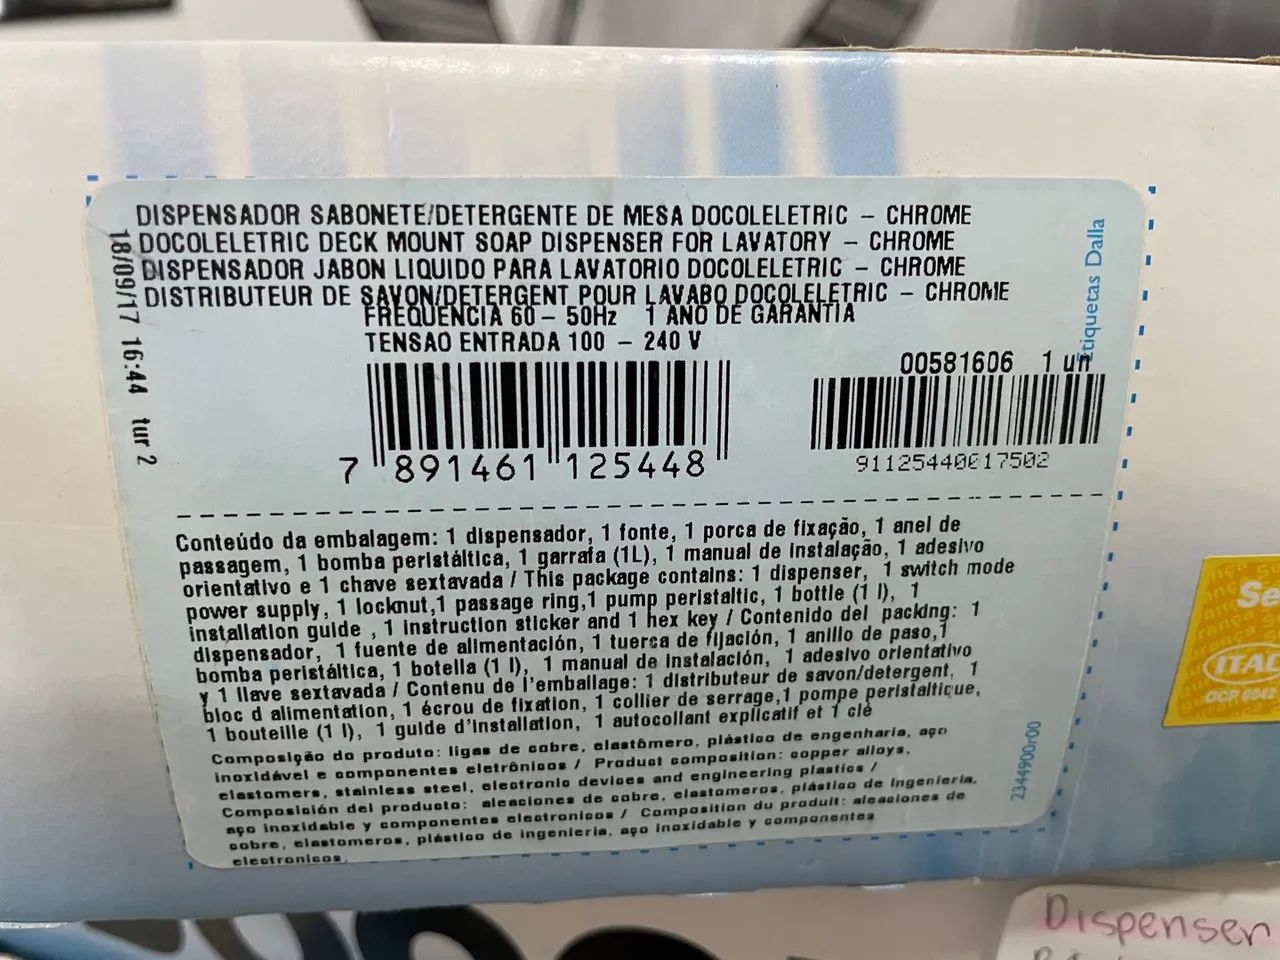 DISPENSADOR SABONETE/DETERGENTE DE MESA DOCOLELETRIC – CHROME
DOCOLELETRIC DECK MOUNT SOAP DISPENSER FOR LAVATORY – CHROME
DISPENSADOR JABON LIQUIDO PARA LAVATORIO DOCOLELETRIC – CHROME
DISTRIBUTEUR DE SAVON/DETERGENT POUR LAVABO DOCOLELETRIC – CHROME
FREQUENCIA 60 – 50Hz 1 ANO DE GARANTIA
TENSAO ENTRADA 100 – 240 V
18/09/17 16:44 tur 2
Etiquetas Dalla
00581606 1 un
7 891461 125448
91125440017502
Conteúdo da embalagem: 1 dispensador, 1 fonte, 1 porca de fixação, 1 anel de
passagem, 1 bomba peristáltica, 1 garrafa (1L), 1 manual de instalação, 1 adesivo
orientativo e 1 chave sextavada / This package contains: 1 dispenser, 1 switch mode
power supply, 1 locknut,1 passage ring,1 pump peristaltic, 1 bottle (1 l), 1
installation guide , 1 instruction sticker and 1 hex key / Contenido del packing: 1
dispensador, 1 fuente de alimentación, 1 tuerca de fijación, 1 anillo de paso,1
bomba peristáltica, 1 botella (1 l), 1 manual de instalación, 1 adesivo orientativo
y 1 llave sextavada / Contenu de l'emballage: 1 distributeur de savon/detergent, 1
bloc d alimentation, 1 écrou de fixation, 1 collier de serrage,1 pompe peristaltique,
1 bouteille (1 l), 1 guide d'installation, 1 autocollant explicatif et 1 clé
Composição do produto: ligas de cobre, elastômero, plástico de engenharia, aço
inoxidável e componentes eletrônicos / Product composition: copper alloys,
elastomers, stainless steel, electronic devices and engineering plastics /
Composición del producto: aleaciones de cobre, elastomeros, plástico de ingenieria,
aço inoxidable y componentes electronicos / Composition du produit: aleaciones de
cobre, elastomeros, plástico de ingenieria, aço inoxidable y componentes
electronicos.
2344900r00
Se
ITAC
OCP 0042
Dispenser